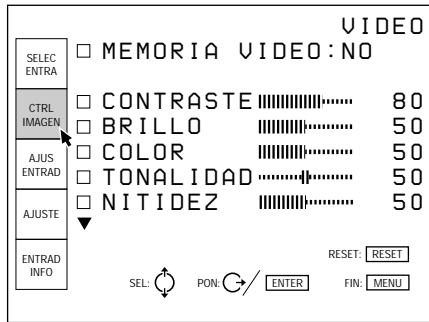 VIDEO
SELEC
ENTRA
MEMORIA VIDEO:NO
CTRL
IMAGEN
CONTRASTE 80
BRILLO 50
AJUS
ENTRAD
COLOR 50
TONALIDAD 50
AJUSTE
NITIDEZ 50
ENTRAD
INFO
RESET: RESET
SEL: PON: ENTER FIN: MENU